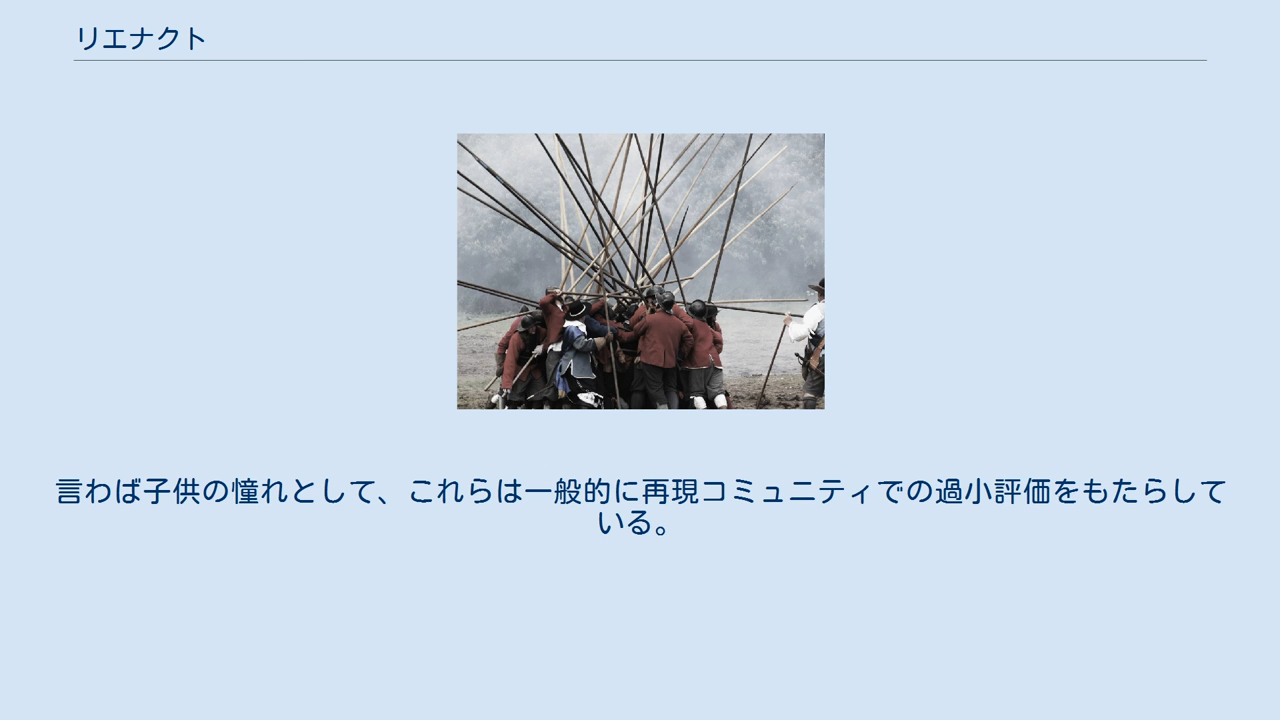 リエナクト
言わば子供の憧れとして、これらは一般的に再現コミュニティでの過小評価をもたらして
いる。